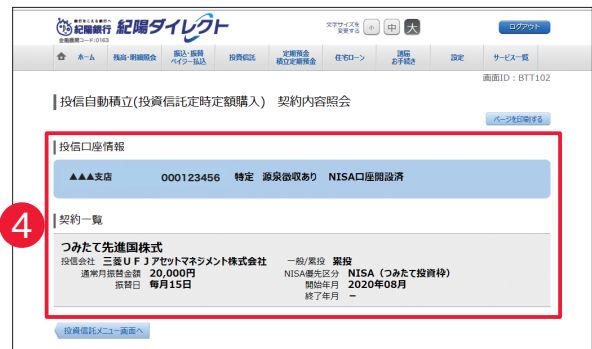 銀行をこえる銀行へ
紀陽銀行 紀陽ダイレクト
金融機関コード:0163
文字サイズを変更する 小 中 大
ログアウト
ホーム 残高・明細照会 振込・振替 ペイジー払込 投資信託 定期預金 積立定期預金 住宅ローン 諸届 お手続き 設定 サービス一覧
画面ID:BTT102
投信自動積立(投資信託定時定額購入) 契約内容照会
ページを印刷する
投信口座情報
▲▲▲支店 000123456 特定 源泉徴収あり NISA口座開設済
4
契約一覧
つみたて先進国株式
投信会社 三菱UFJアセットマネジメント株式会社 一般/累投 累投
通常月振替金額 20,000円 NISA優先区分 NISA(つみたて投資枠)
振替日 毎月15日 開始年月 2020年08月
終了年月 −
投資信託メニュー画面へ